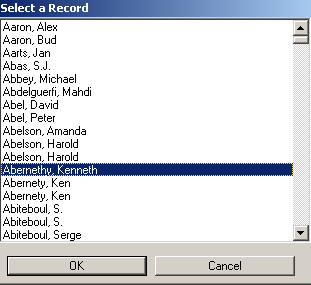 Select a Record
Aaron, Alex
Aaron, Bud
Aarts, Jan
Abas, S.J.
Abbey, Michael
Abdelguerfi, Mahdi
Abel, David
Abel, Peter
Abelson, Amanda
Abelson, Harold
Abelson, Harold
Abernethy, Kenneth
Abernety, Ken
Abernety, Ken
Abiteboul, S.
Abiteboul, S.
Abiteboul, Serge
OK
Cancel